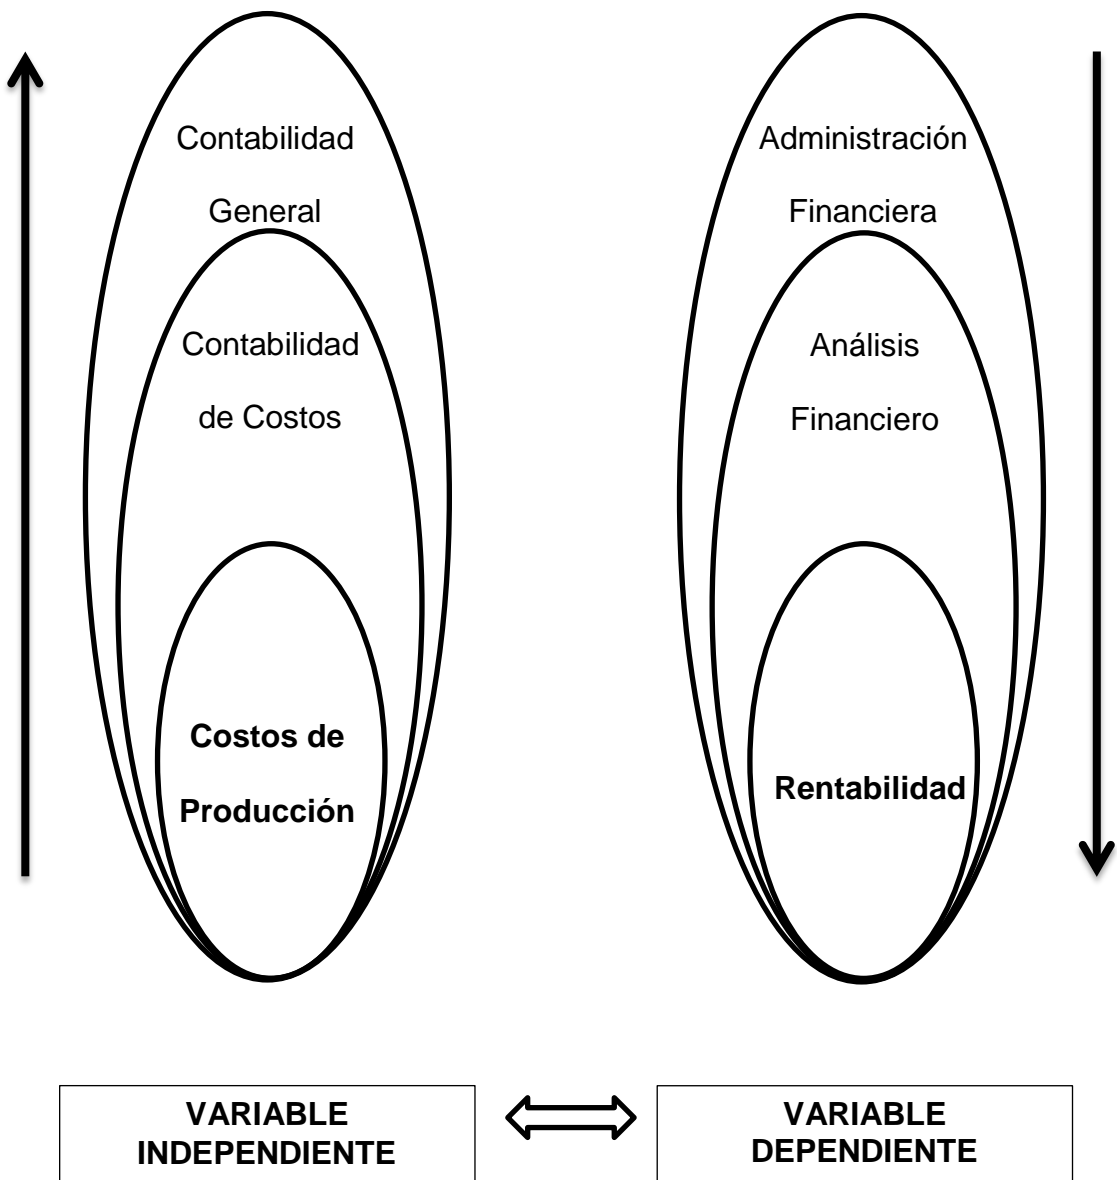 Contabilidad
General
Contabilidad
de Costos
Costos de
Producción
Administración
Financiera
Análisis
Financiero
Rentabilidad
VARIABLE
INDEPENDIENTE
VARIABLE
DEPENDIENTE